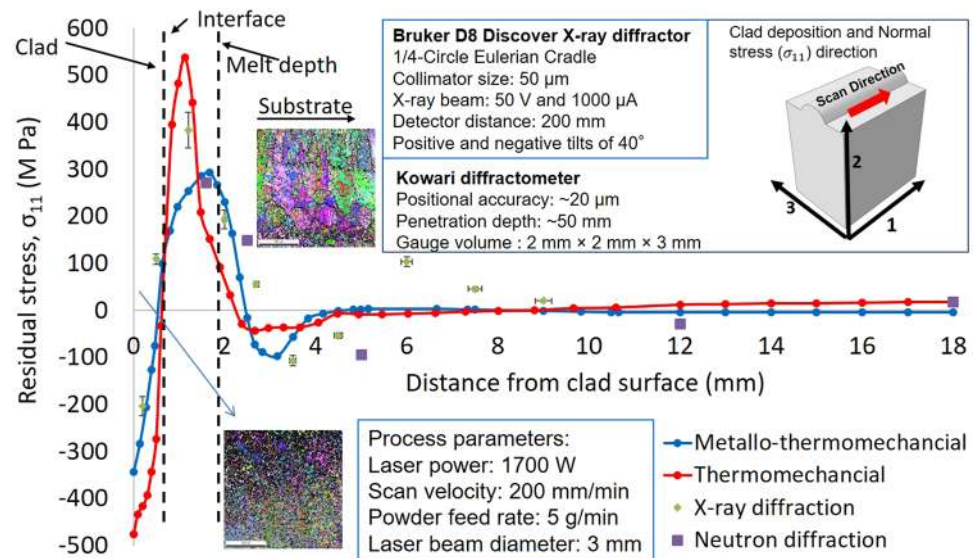 600
500
400
300
200
100
0
-100
-200
-300
-400
-500
Residual stress, σ11 (M Pa)
Clad
Interface
Melt depth
Substrate
Bruker D8 Discover X-ray diffractor
1/4-Circle Eulerian Cradle
Collimator size: 50 μm
X-ray beam: 50 V and 1000 μA
Detector distance: 200 mm
Positive and negative tilts of 40°
Kowari diffractometer
Positional accuracy: ~20 μm
Penetration depth: ~50 mm
Gauge volume : 2 mm × 2 mm × 3 mm
Clad deposition and Normal
stress (σ11) direction
Scan Direction
2
3
1
0 2 4 6 8 10 12 14 16 18
Distance from clad surface (mm)
Process parameters:
Laser power: 1700 W
Scan velocity: 200 mm/min
Powder feed rate: 5 g/min
Laser beam diameter: 3 mm
Metallo-thermomechancial
Thermomechancial
X-ray diffraction
Neutron diffraction